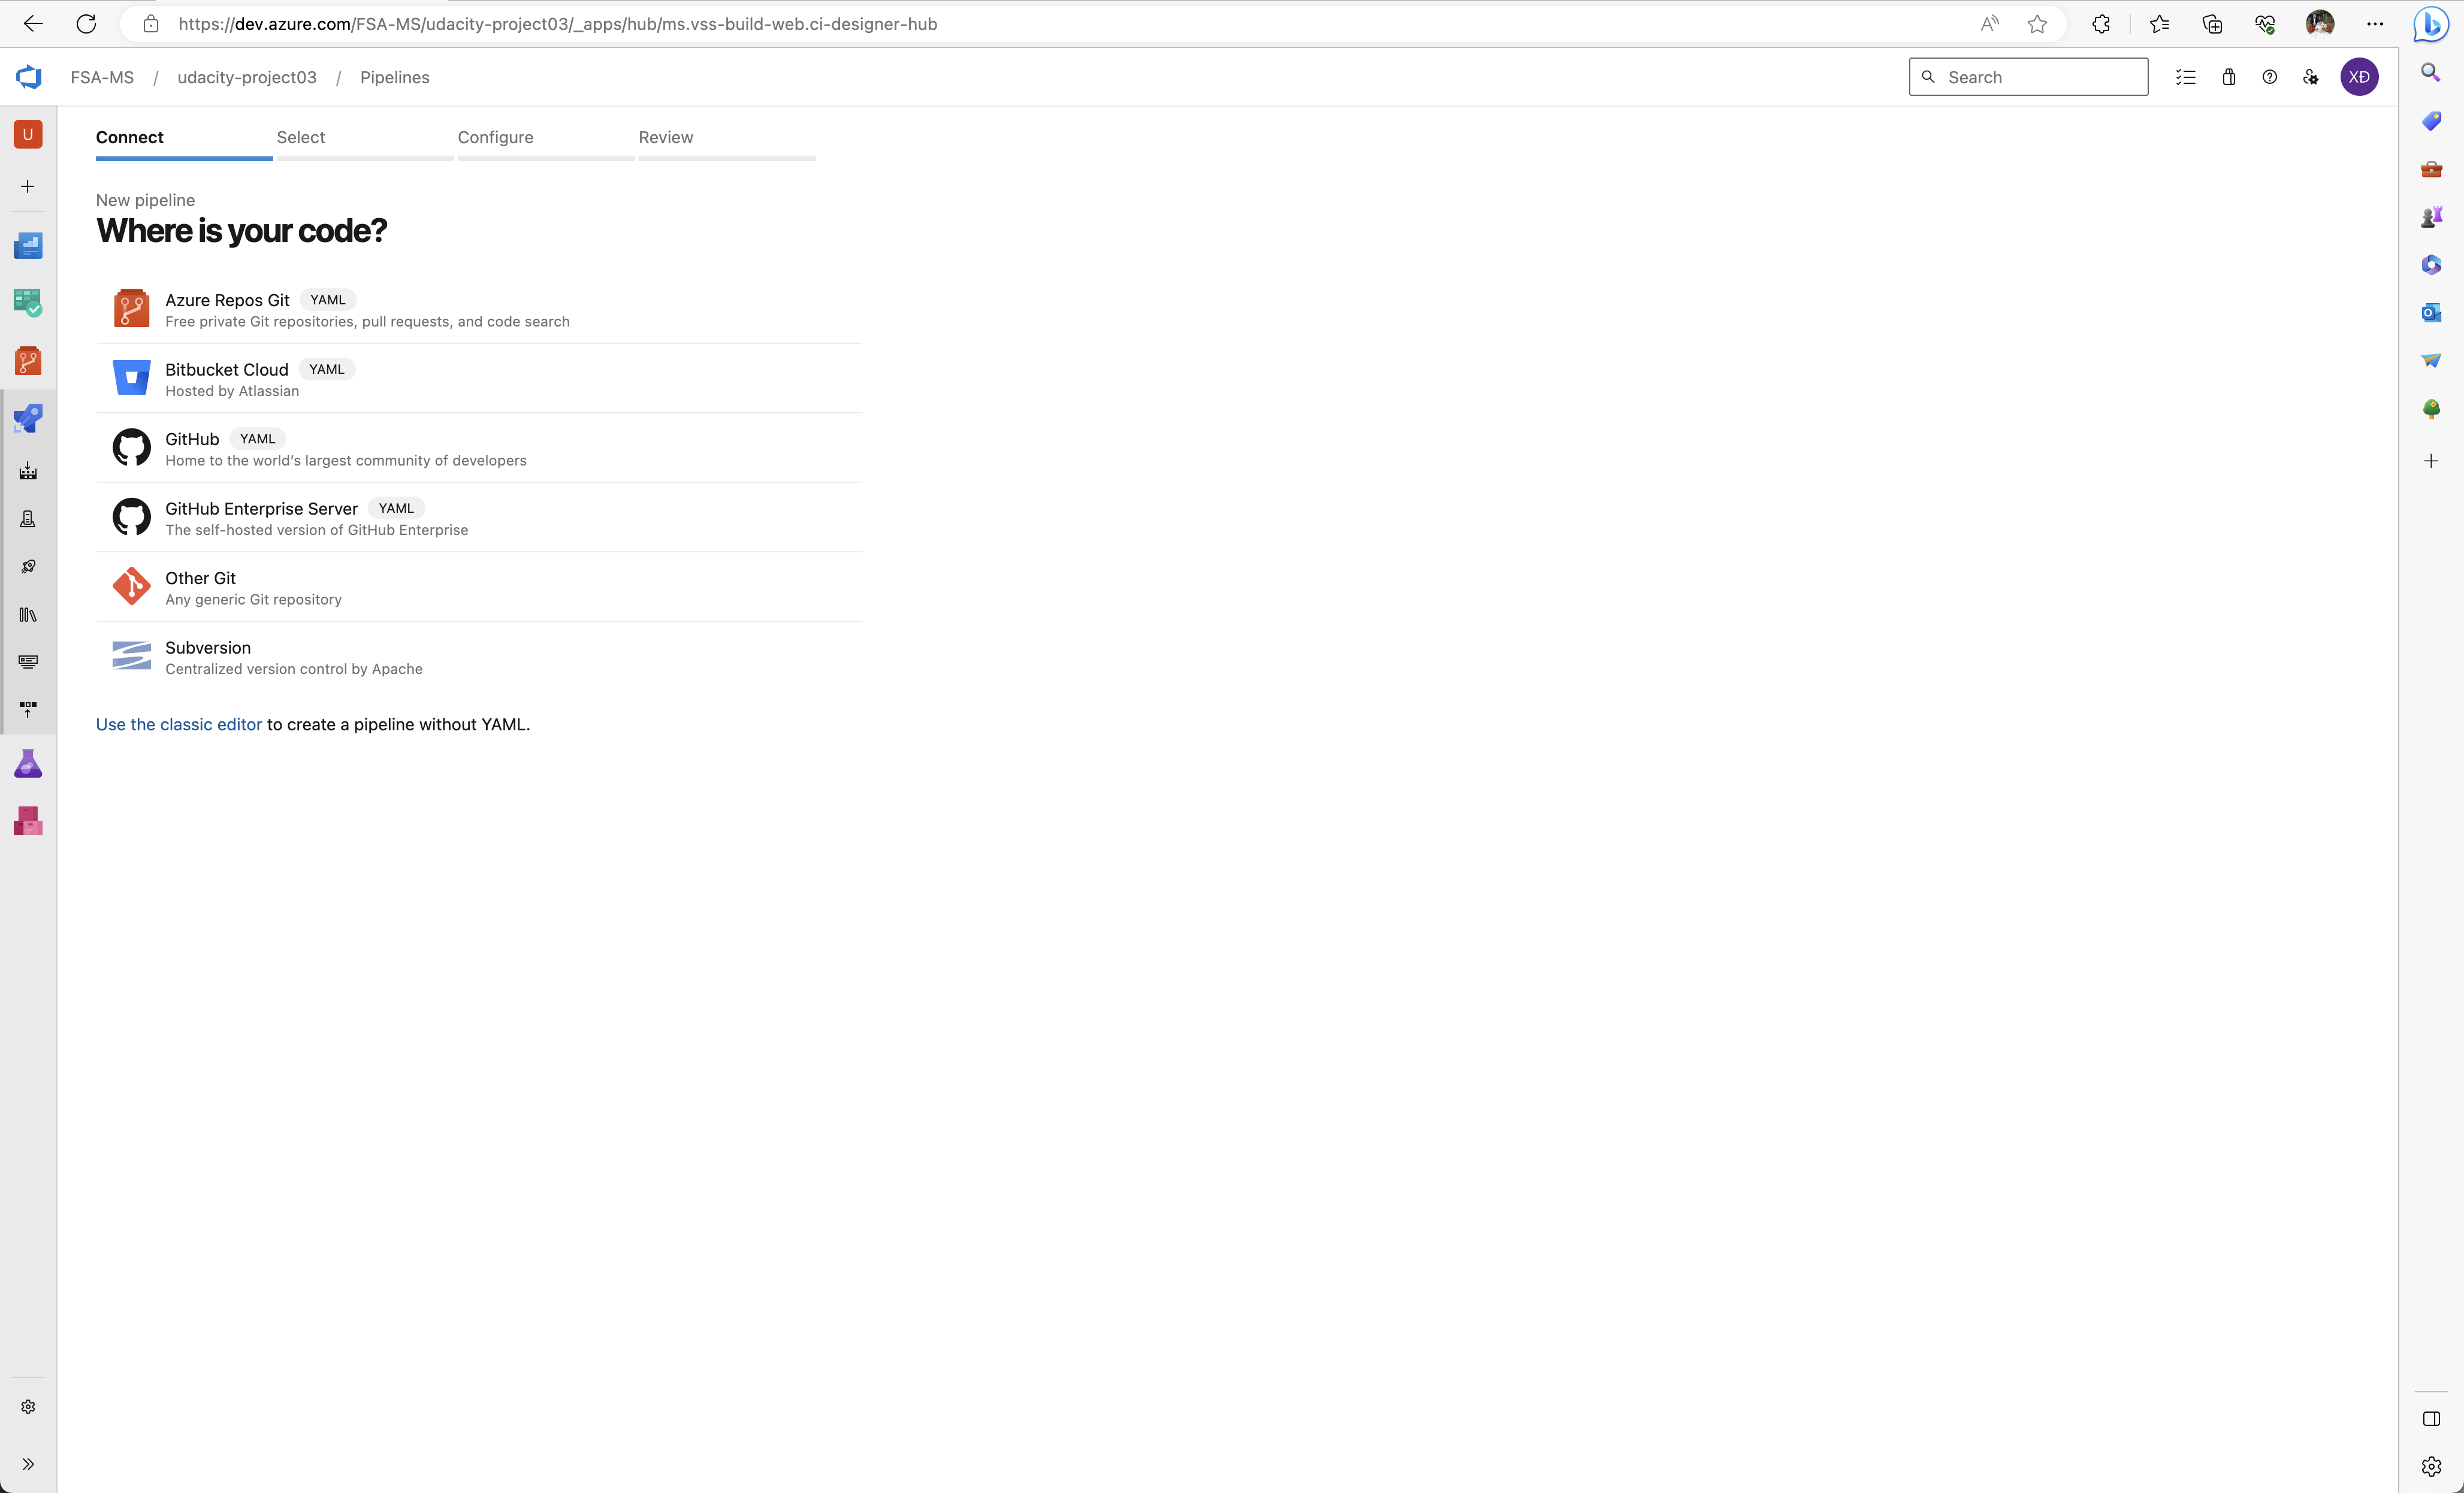 https://dev.azure.com/FSA-MS/udacity-project03/_apps/hub/ms.vss-build-web.ci-designer-hub
FSA-MS / udacity-project03 / Pipelines
Search
XĐ
U
Connect Select Configure Review
New pipeline
Where is your code?
Azure Repos Git YAML
Free private Git repositories, pull requests, and code search
Bitbucket Cloud YAML
Hosted by Atlassian
GitHub YAML
Home to the world’s largest community of developers
GitHub Enterprise Server YAML
The self-hosted version of GitHub Enterprise
Other Git
Any generic Git repository
Subversion
Centralized version control by Apache
Use the classic editor to create a pipeline without YAML.